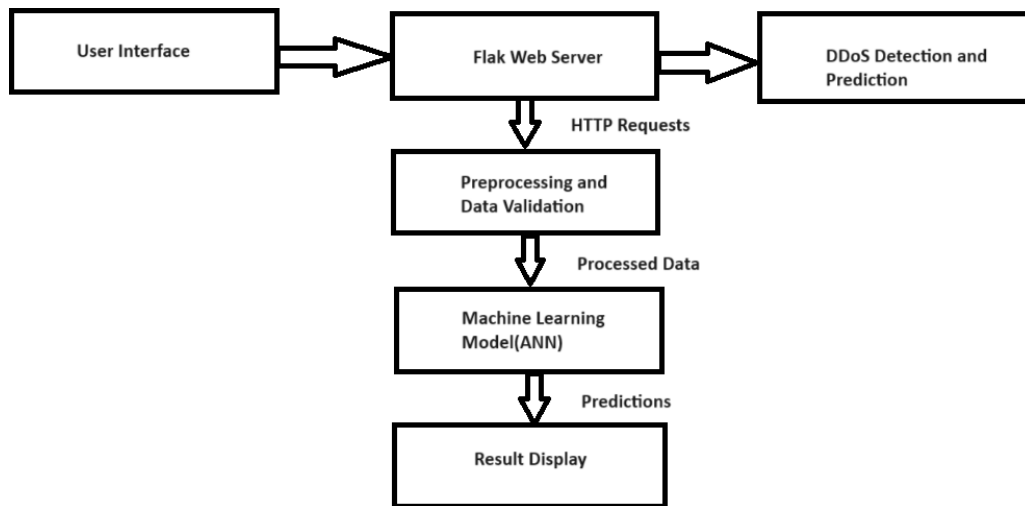 User Interface
Flak Web Server
DDoS Detection and
Prediction
HTTP Requests
Preprocessing and
Data Validation
Processed Data
Machine Learning
Model(ANN)
Predictions
Result Display